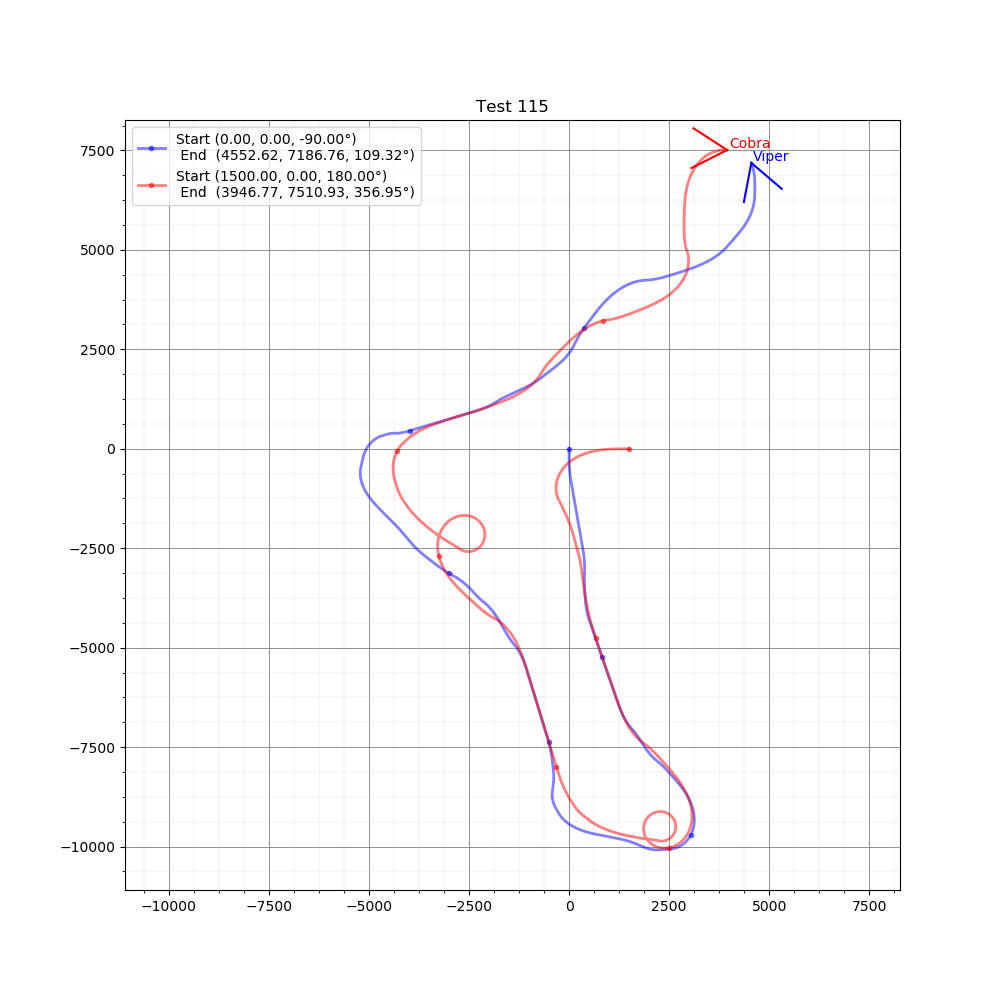 Test 115
Start (0.00, 0.00, -90.00°)
End (4552.62, 7186.76, 109.32°)
Start (1500.00, 0.00, 180.00°)
End (3946.77, 7510.93, 356.95°)
Cobra
Viper
7500
5000
2500
0
−2500
−5000
−7500
−10000
−10000
−7500
−5000
−2500
0
2500
5000
7500